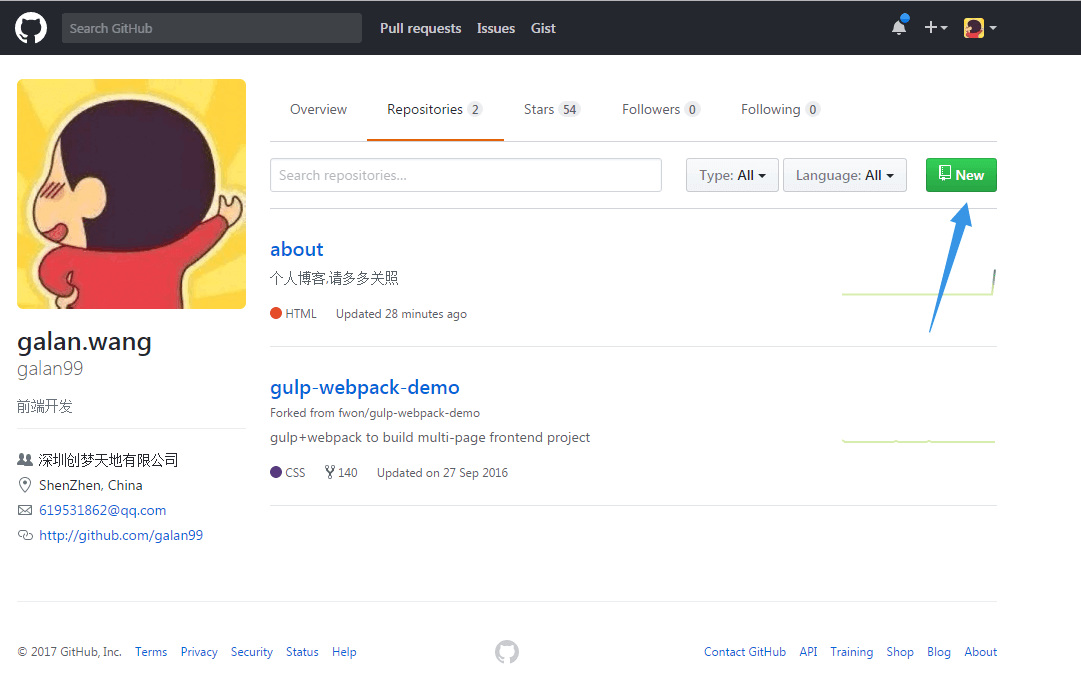 Search GitHub Pull requests Issues Gist
Overview Repositories 2 Stars 54 Followers 0 Following 0
Search repositories... Type: All Language: All New
about
个人博客,请多多关照
HTML Updated 28 minutes ago
galan.wang
galan99
前端开发
gulp-webpack-demo
Forked from fwon/gulp-webpack-demo
gulp+webpack to build multi-page frontend project
CSS 140 Updated on 27 Sep 2016
深圳创梦天地有限公司
ShenZhen, China
619531862@qq.com
http://github.com/galan99
© 2017 GitHub, Inc. Terms Privacy Security Status Help Contact GitHub API Training Shop Blog About